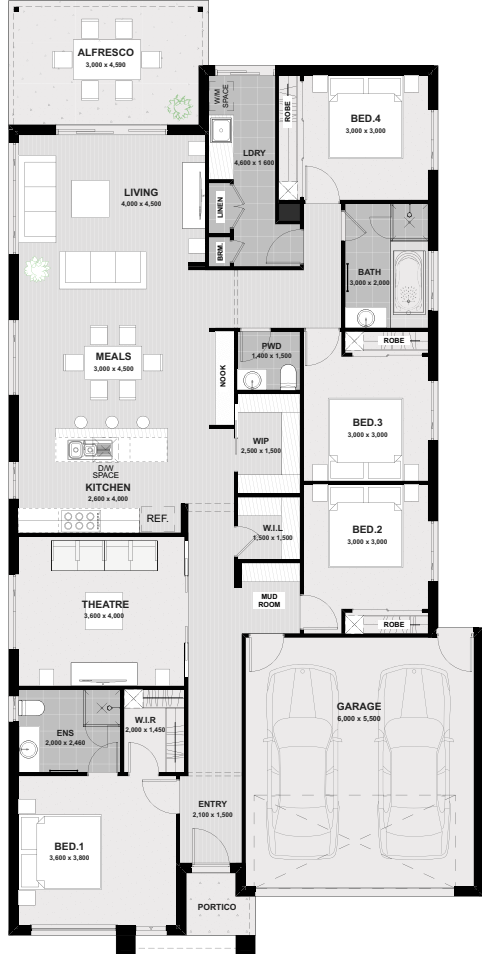 ALFRESCO
3,000 x 4,590
W/M
SPACE
ROBE
BED.4
3,000 x 3,000
LDRY
4,600 x 1 600
LIVING
4,000 x 4,500
LINEN
BRM.
BATH
3,000 x 2,000
ROBE
PWD
1,400 x 1,500
MEALS
3,000 x 4,500
NOOK
BED.3
3,000 x 3,000
WIP
2,500 x 1,500
D/W
SPACE
KITCHEN
2,600 x 4,000
REF.
W.I.L
1,500 x 1,500
BED.2
3,000 x 3,000
THEATRE
3,600 x 4,000
MUD
ROOM
ROBE
GARAGE
6,000 x 5,500
W.I.R
2,000 x 1,450
ENS
2,000 x 2,460
ENTRY
2,100 x 1,500
BED.1
3,600 x 3,800
PORTICO